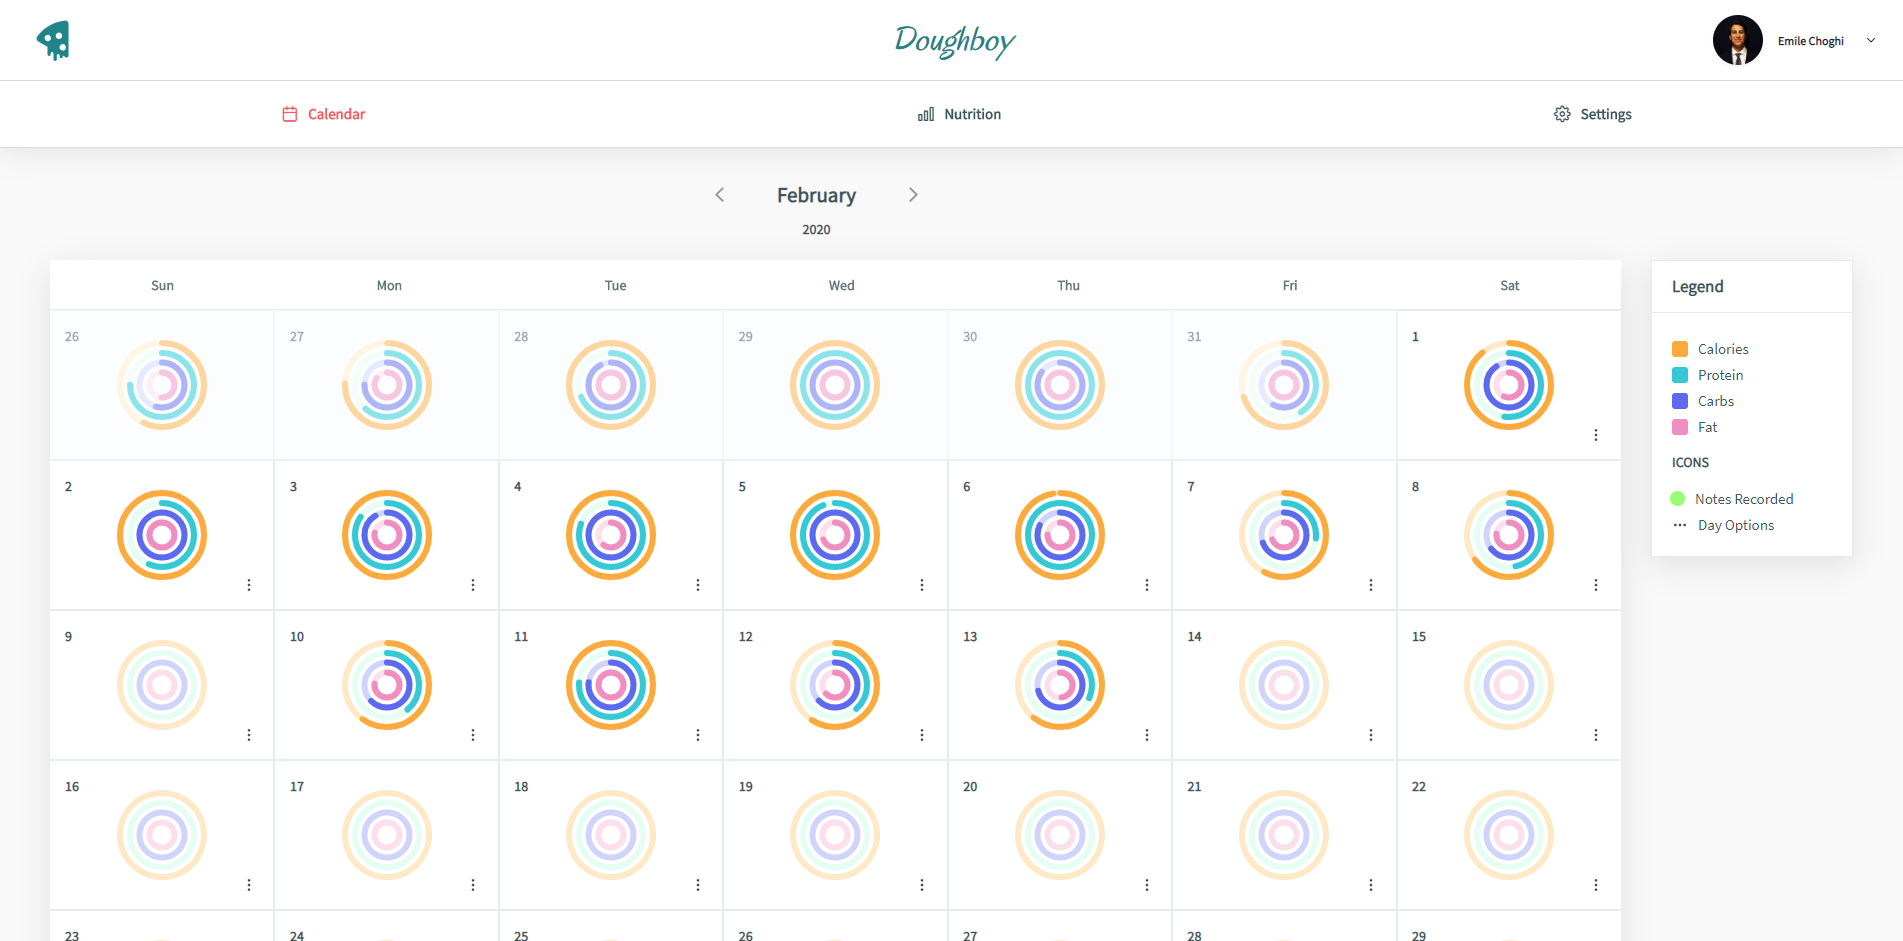 Doughboy
Emile Choghi
Calendar Nutrition Settings
February
2020
Sun Mon Tue Wed Thu Fri Sat
26 27 28 29 30 31 1
2 3 4 5 6 7 8
9 10 11 12 13 14 15
16 17 18 19 20 21 22
23 24 25 26 27 28 29
Legend
Calories
Protein
Carbs
Fat
ICONS
Notes Recorded
Day Options